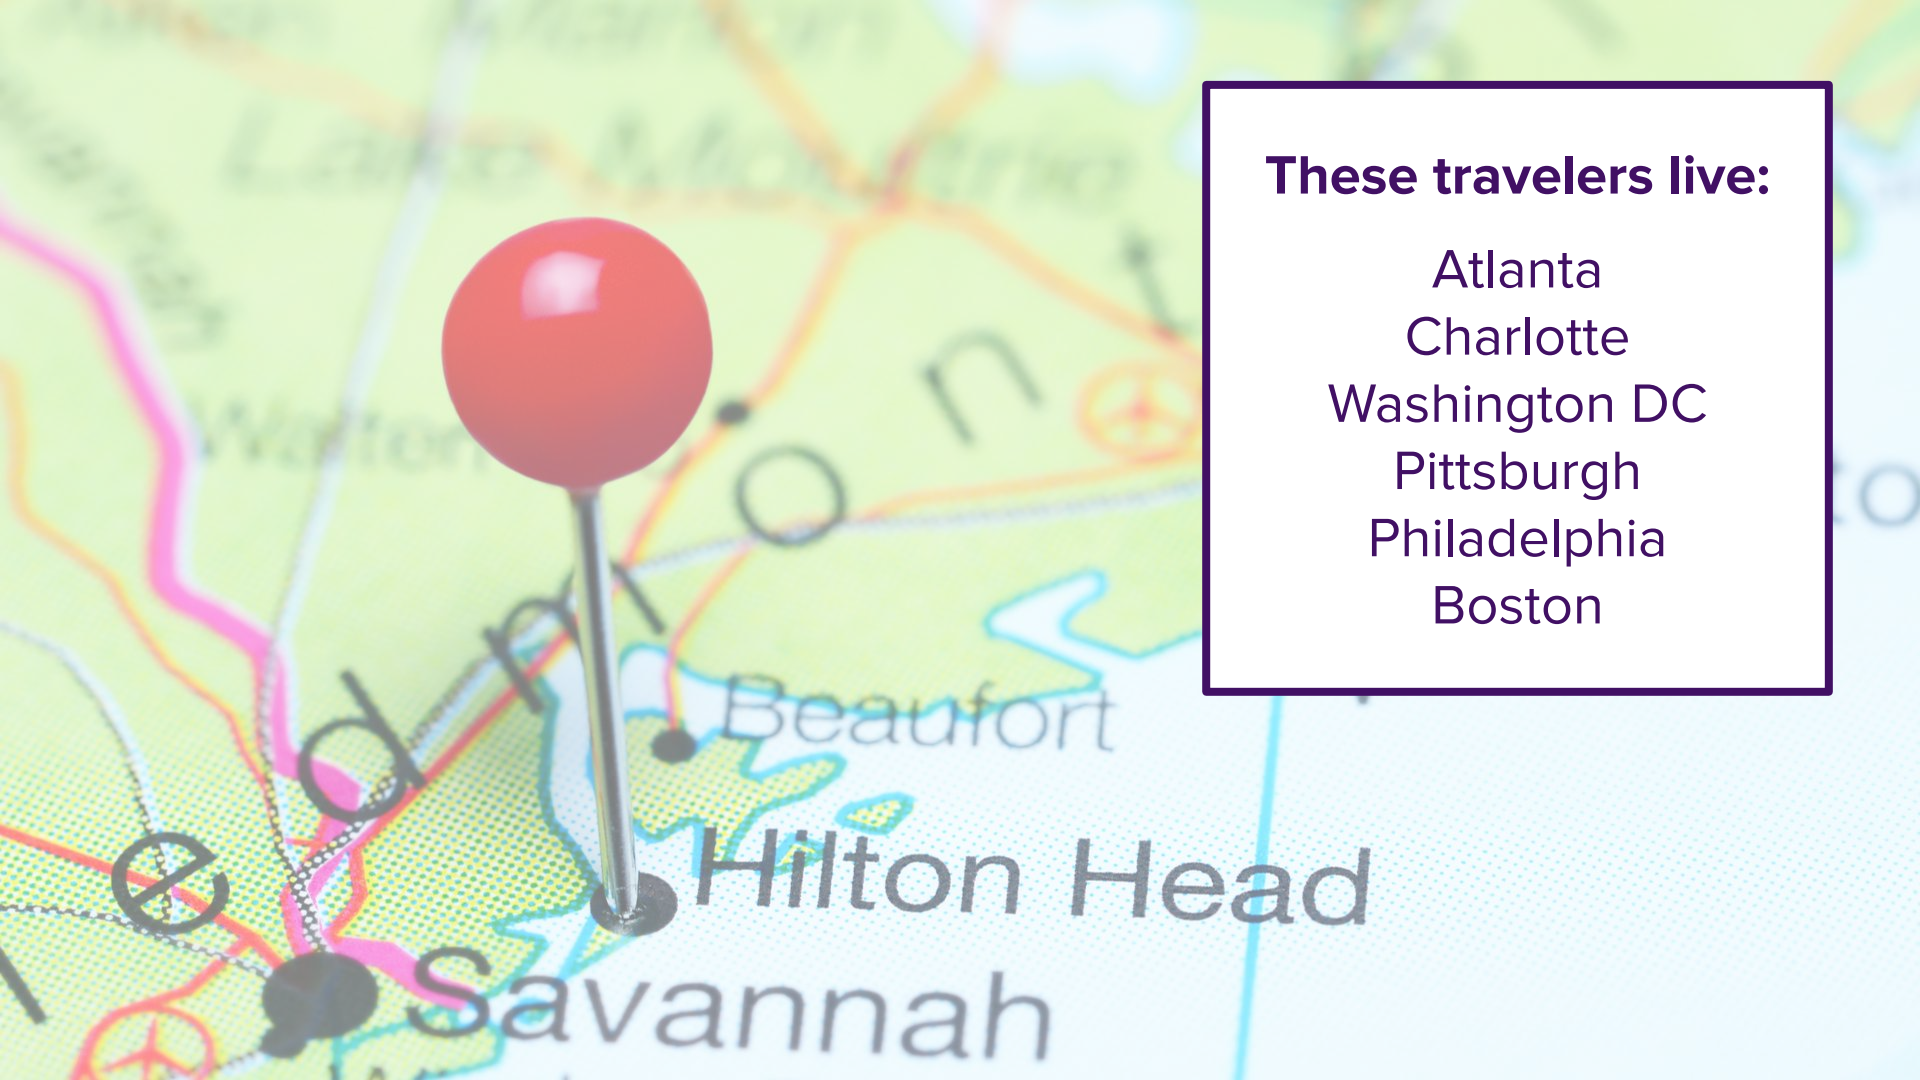 These travelers live:
Atlanta
Charlotte
Washington DC
Pittsburgh
Philadelphia
Boston
Beaufort
Hilton Head
Savannah